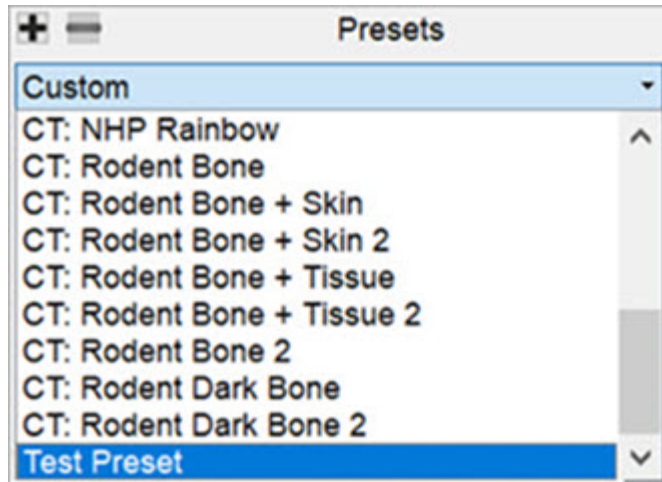 Presets
Custom
CT: NHP Rainbow
CT: Rodent Bone
CT: Rodent Bone + Skin
CT: Rodent Bone + Skin 2
CT: Rodent Bone + Tissue
CT: Rodent Bone + Tissue 2
CT: Rodent Bone 2
CT: Rodent Dark Bone
CT: Rodent Dark Bone 2
Test Preset